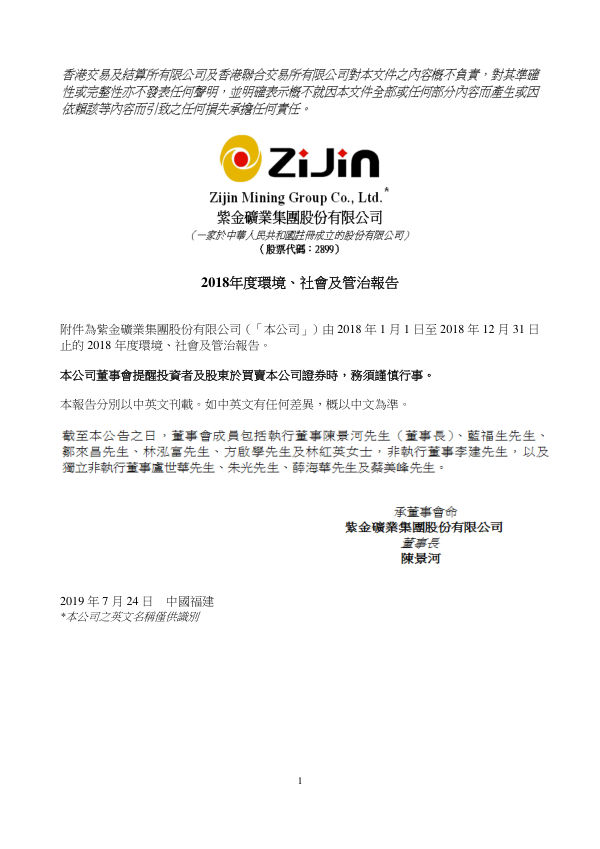 香港交易及結算所有限公司及香港聯合交易所有限公司對本文件之內容概不負責，對其準確
性或完整性亦不發表任何聲明，並明確表示概不就因本文件全部或任何部分內容而產生或因
依賴該等內容而引致之任何損失承擔任何責任。
ZiJin
Zijin Mining Group Co., Ltd.*
紫金礦業集團股份有限公司
（一家於中華人民共和國註冊成立的股份有限公司）
（股票代碼：2899）
2018年度環境、社會及管治報告
附件為紫金礦業集團股份有限公司（「本公司」）由 2018 年 1 月 1 日至 2018 年 12 月 31 日
止的 2018 年度環境、社會及管治報告。
本公司董事會提醒投資者及股東於買賣本公司證券時，務須謹慎行事。
本報告分別以中英文刊載。如中英文有任何差異，概以中文為準。
截至本公告之日，董事會成員包括執行董事陳景河先生（董事長）、藍福生先生、
鄒來昌先生、林泓富先生、方啟學先生及林紅英女士，非執行董事李建先生，以及
獨立非執行董事盧世華先生、朱光先生、薛海華先生及蔡美峰先生。
承董事會命
紫金礦業集團股份有限公司
董事長
陳景河
2019 年 7 月 24 日 中國福建
*本公司之英文名稱僅供識別
1